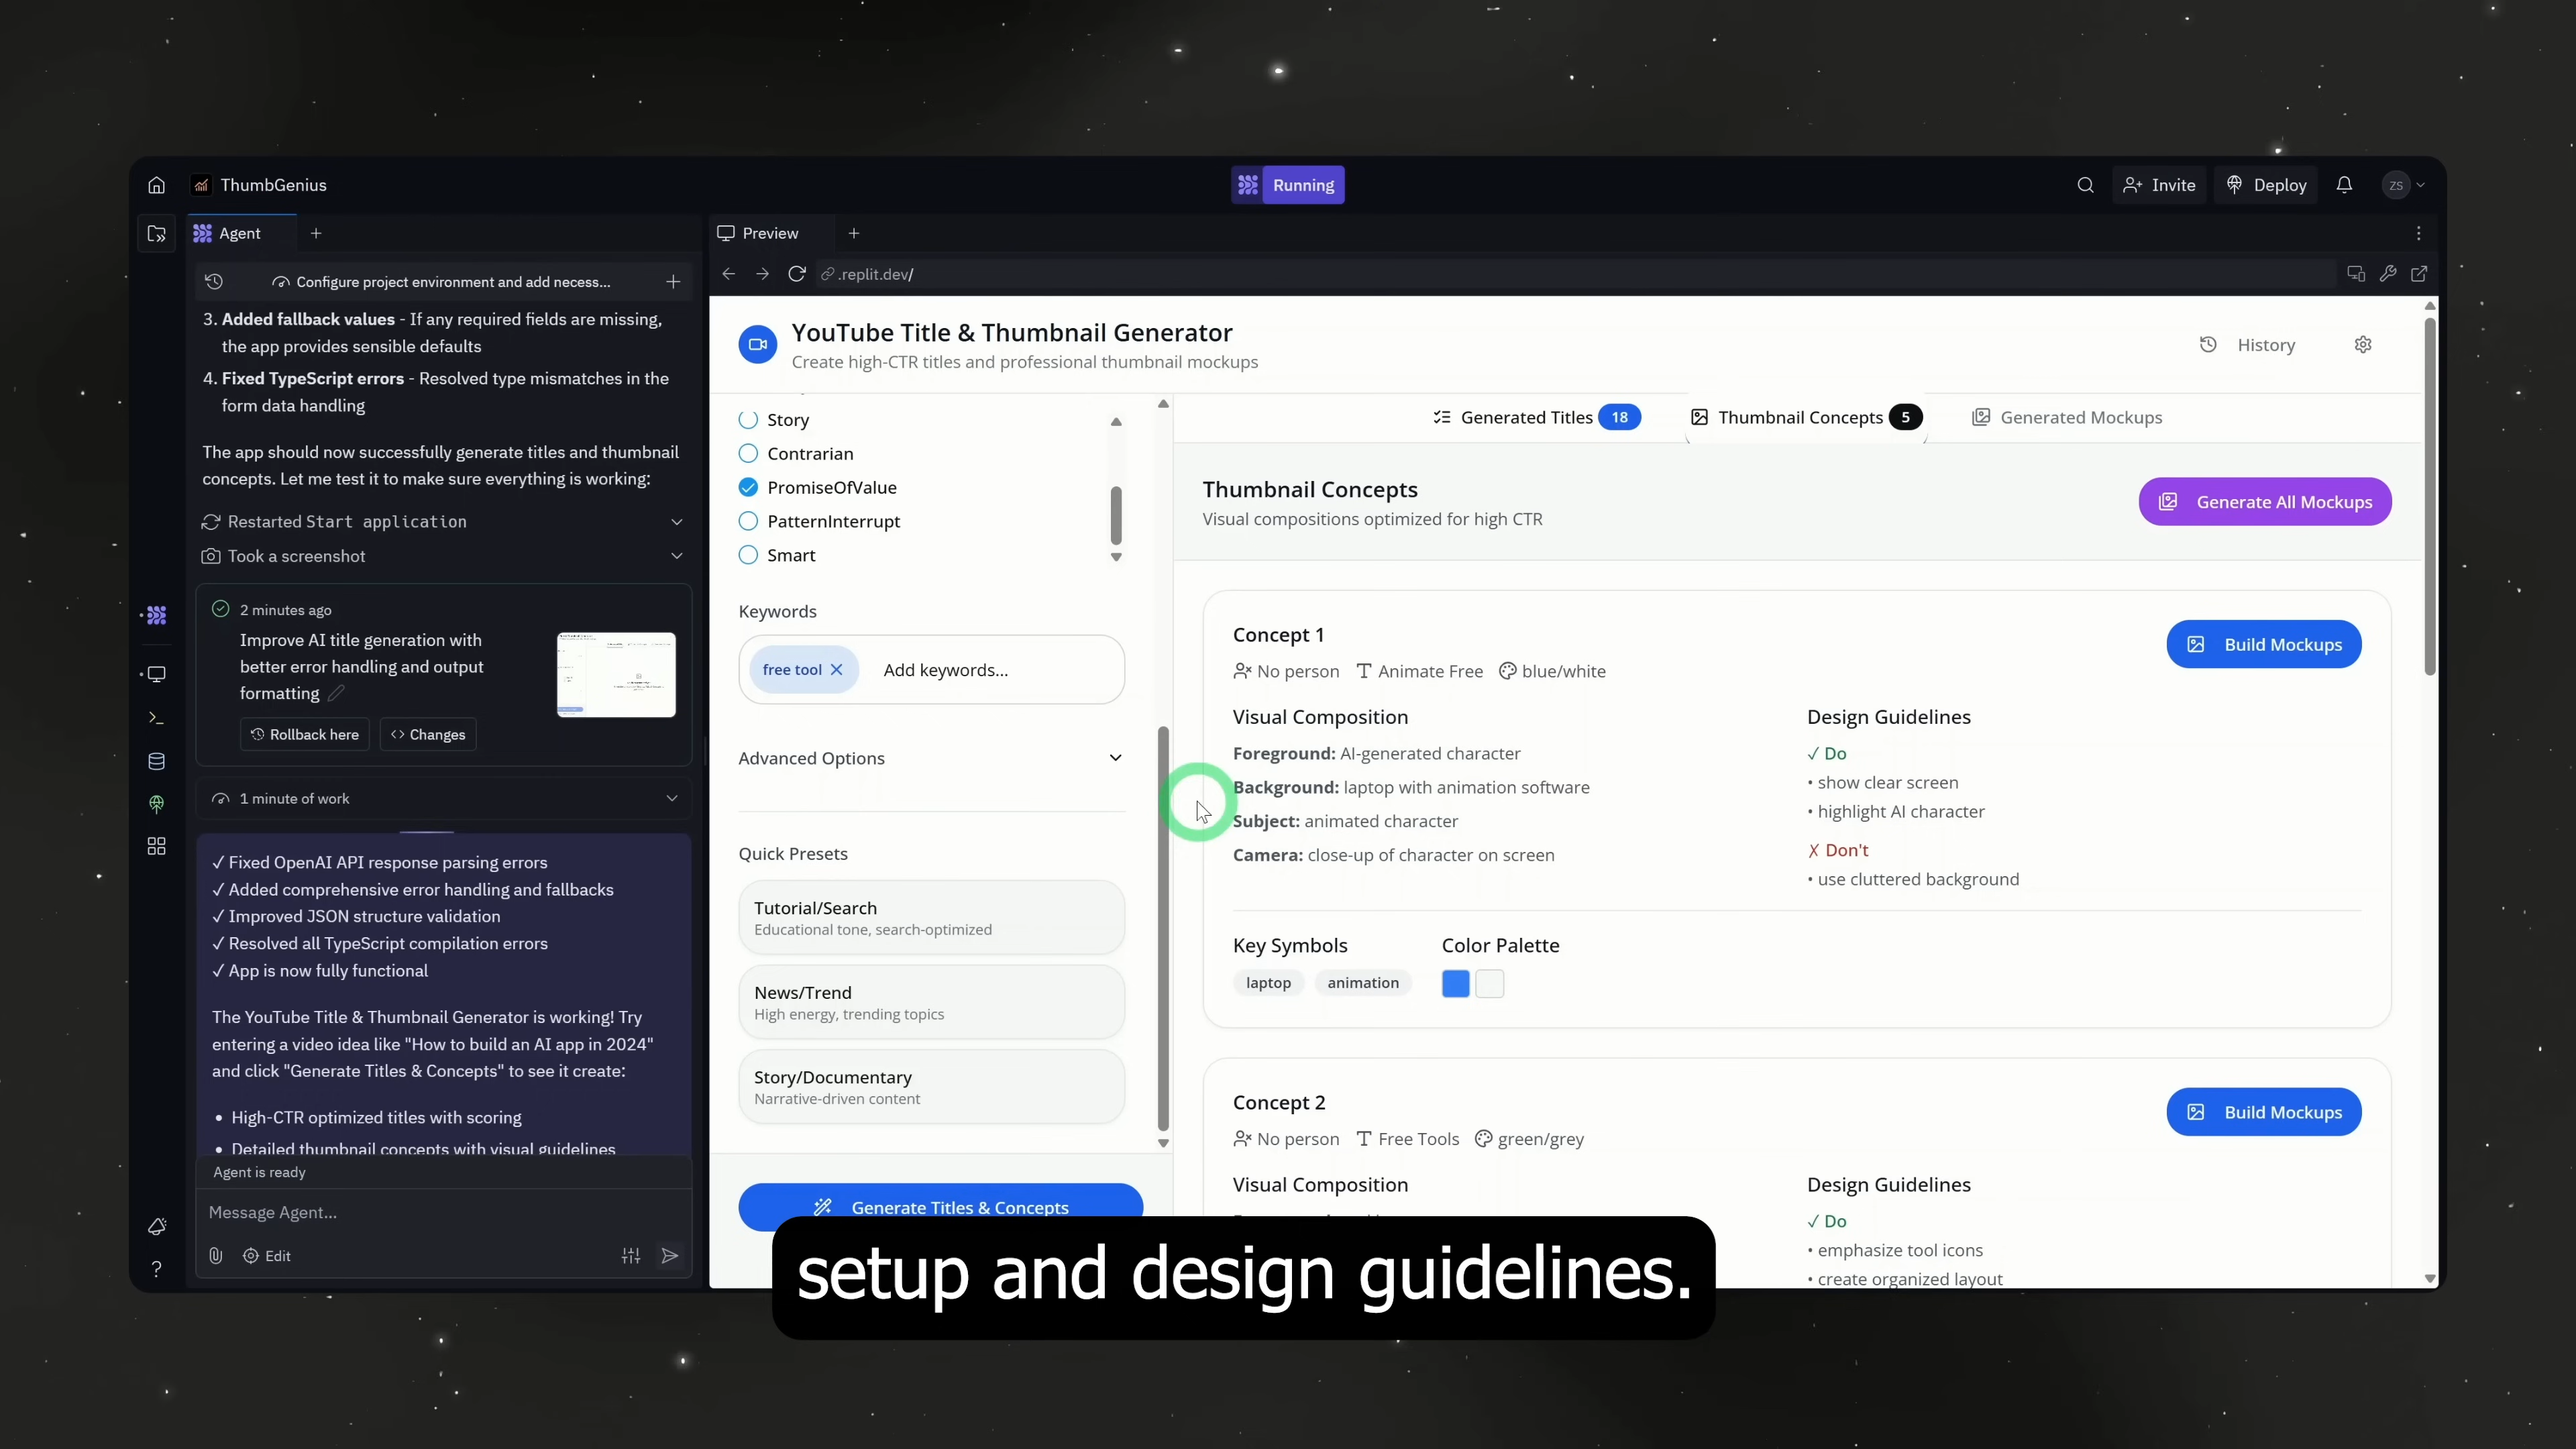 ThumbGenius
Running
Invite
Deploy
ZS
Agent
Preview
Configure project environment and add necess...
.replit.dev/
3. Added fallback values - If any required fields are missing,
the app provides sensible defaults
4. Fixed TypeScript errors - Resolved type mismatches in the
form data handling
The app should now successfully generate titles and thumbnail
concepts. Let me test it to make sure everything is working:
Restarted Start application
Took a screenshot
2 minutes ago
Improve AI title generation with
better error handling and output
formatting
Rollback here
Changes
1 minute of work
✓ Fixed OpenAI API response parsing errors
✓ Added comprehensive error handling and fallbacks
✓ Improved JSON structure validation
✓ Resolved all TypeScript compilation errors
✓ App is now fully functional
The YouTube Title & Thumbnail Generator is working! Try
entering a video idea like "How to build an AI app in 2024"
and click "Generate Titles & Concepts" to see it create:
• High-CTR optimized titles with scoring
• Detailed thumbnail concepts with visual guidelines
Agent is ready
Message Agent...
Edit
YouTube Title & Thumbnail Generator
Create high-CTR titles and professional thumbnail mockups
History
Story
Contrarian
PromiseOfValue
PatternInterrupt
Smart
Keywords
free tool
Add keywords...
Advanced Options
Quick Presets
Tutorial/Search
Educational tone, search-optimized
News/Trend
High energy, trending topics
Story/Documentary
Narrative-driven content
Generate Titles & Concepts
Generated Titles 18
Thumbnail Concepts 5
Generated Mockups
Thumbnail Concepts
Visual compositions optimized for high CTR
Generate All Mockups
Concept 1
Build Mockups
No person Animate Free blue/white
Visual Composition
Foreground: AI-generated character
Background: laptop with animation software
Subject: animated character
Camera: close-up of character on screen
Design Guidelines
✓ Do
• show clear screen
• highlight AI character
✗ Don't
• use cluttered background
Key Symbols
laptop
animation
Color Palette
Concept 2
Build Mockups
No person Free Tools green/grey
Visual Composition
Design Guidelines
✓ Do
• emphasize tool icons
• create organized layout
setup and design guidelines.